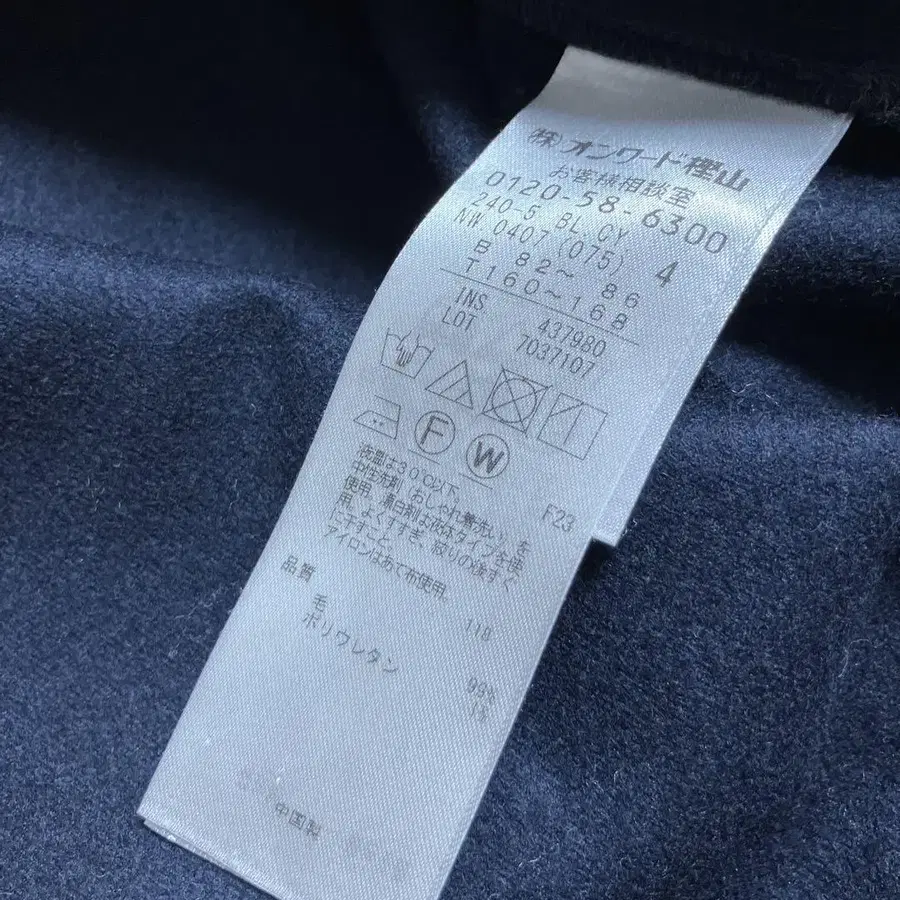 (株)オンワード樫山
お客様相談室
0120-58-6300
240-5 BL CY 4
NW 0407(075)
B 82～ 86
T160～168
INS 437980
LOT 7037107
F W
液温は30℃以下、
中性洗剤（おしゃれ着洗い）を
使用。漂白剤は液体タイプを使
用。よくすすぎ、絞りの後すぐ
に干すこと。
アイロンはあて布使用。
F23
品質 110
毛 99%
ポリウレタン 1%
中国製